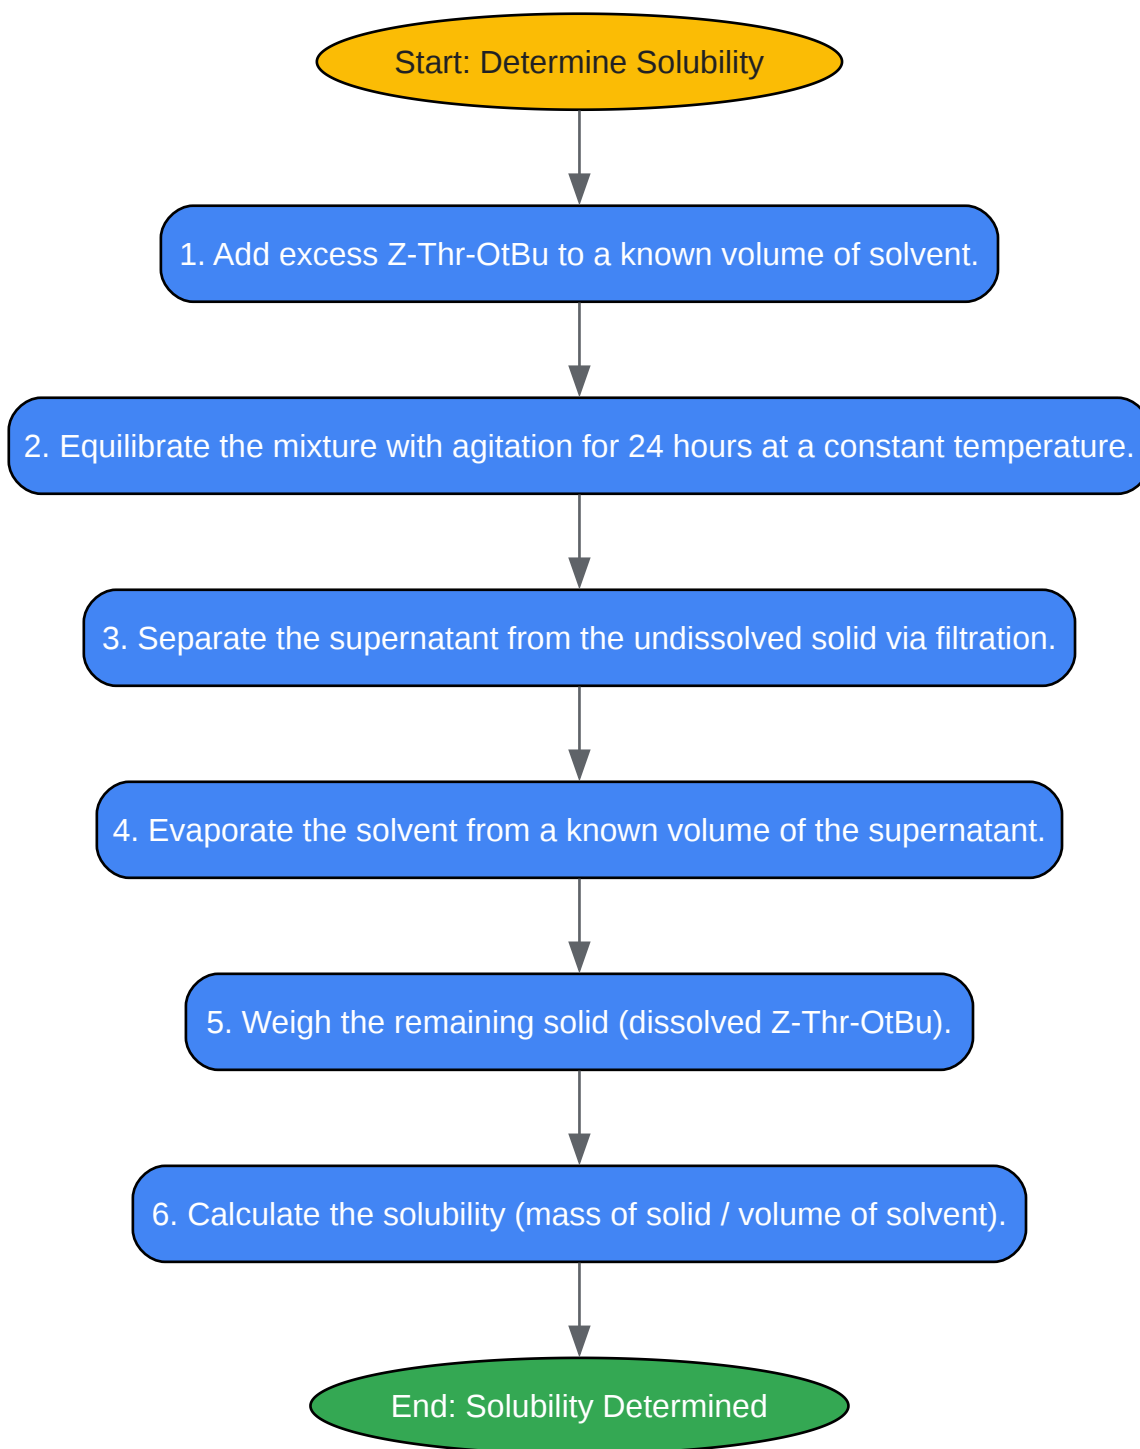 Start: Determine Solubility
1. Add excess Z-Thr-OtBu to a known volume of solvent.
2. Equilibrate the mixture with agitation for 24 hours at a constant temperature.
3. Separate the supernatant from the undissolved solid via filtration.
4. Evaporate the solvent from a known volume of the supernatant.
5. Weigh the remaining solid (dissolved Z-Thr-OtBu).
6. Calculate the solubility (mass of solid / volume of solvent).
End: Solubility Determined